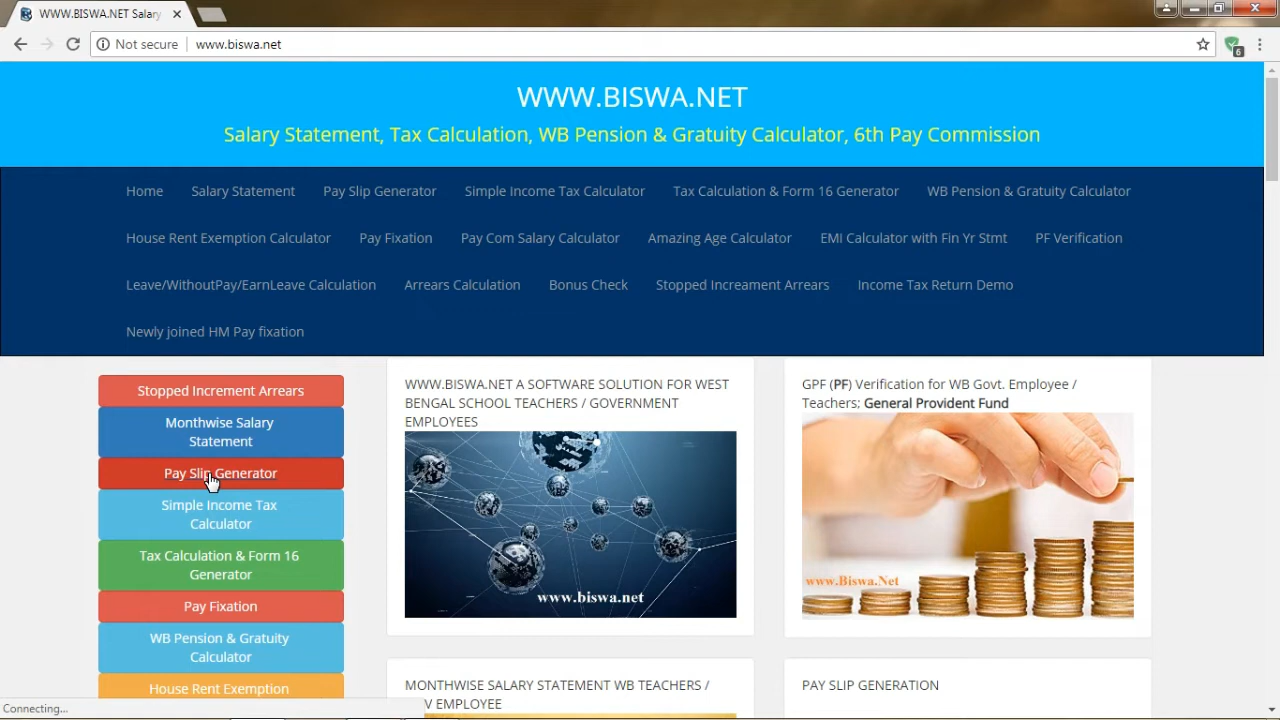 WWW.BISWA.NET Salary
Not secure
www.biswa.net
6
WWW.BISWA.NET
Salary Statement, Tax Calculation, WB Pension & Gratuity Calculator, 6th Pay Commission
Home Salary Statement Pay Slip Generator Simple Income Tax Calculator Tax Calculation & Form 16 Generator WB Pension & Gratuity Calculator
House Rent Exemption Calculator Pay Fixation Pay Com Salary Calculator Amazing Age Calculator EMI Calculator with Fin Yr Stmt PF Verification
Leave/WithoutPay/EarnLeave Calculation Arrears Calculation Bonus Check Stopped Increament Arrears Income Tax Return Demo
Newly joined HM Pay fixation
Stopped Increment Arrears
Monthwise Salary
Statement
Pay Slip Generator
Simple Income Tax
Calculator
Tax Calculation & Form 16
Generator
Pay Fixation
WB Pension & Gratuity
Calculator
House Rent Exemption
WWW.BISWA.NET A SOFTWARE SOLUTION FOR WEST
BENGAL SCHOOL TEACHERS / GOVERNMENT
EMPLOYEES
www.biswa.net
GPF (PF) Verification for WB Govt. Employee /
Teachers; General Provident Fund
www.Biswa.Net
MONTHWISE SALARY STATEMENT WB TEACHERS /
PAY SLIP GENERATION
Connecting...